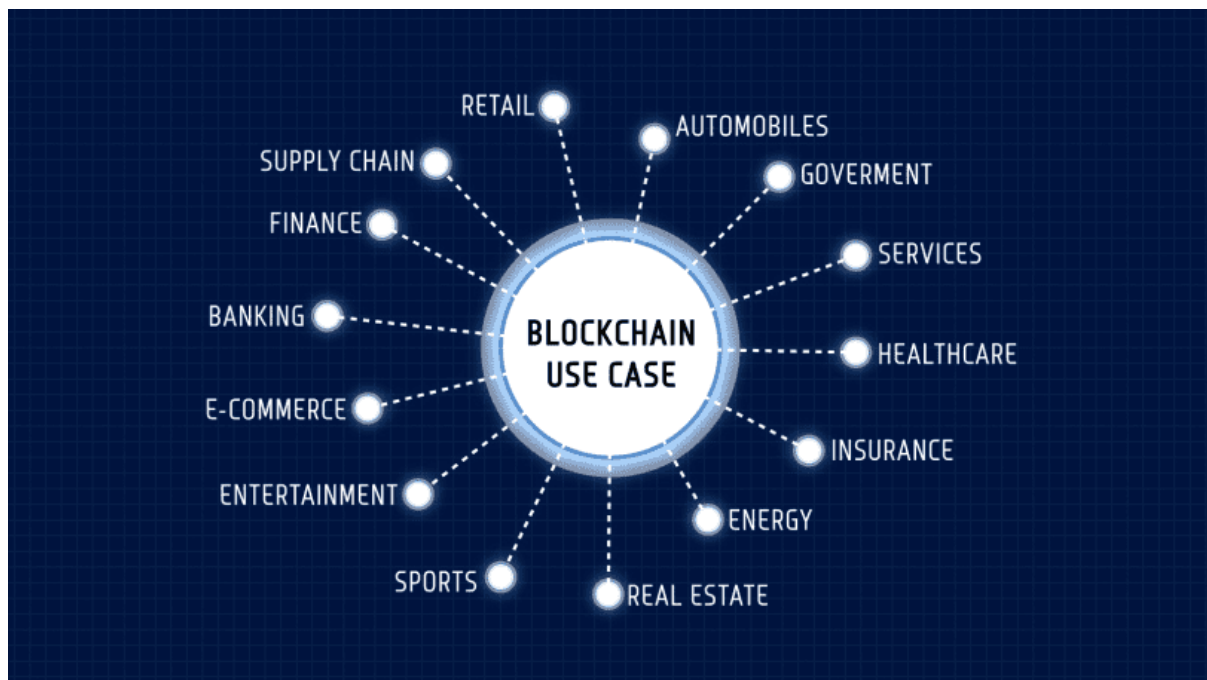 RETAIL
AUTOMOBILES
SUPPLY CHAIN
GOVERMENT
FINANCE
SERVICES
BANKING
BLOCKCHAIN
USE CASE
HEALTHCARE
E-COMMERCE
INSURANCE
ENTERTAINMENT
ENERGY
SPORTS
REAL ESTATE